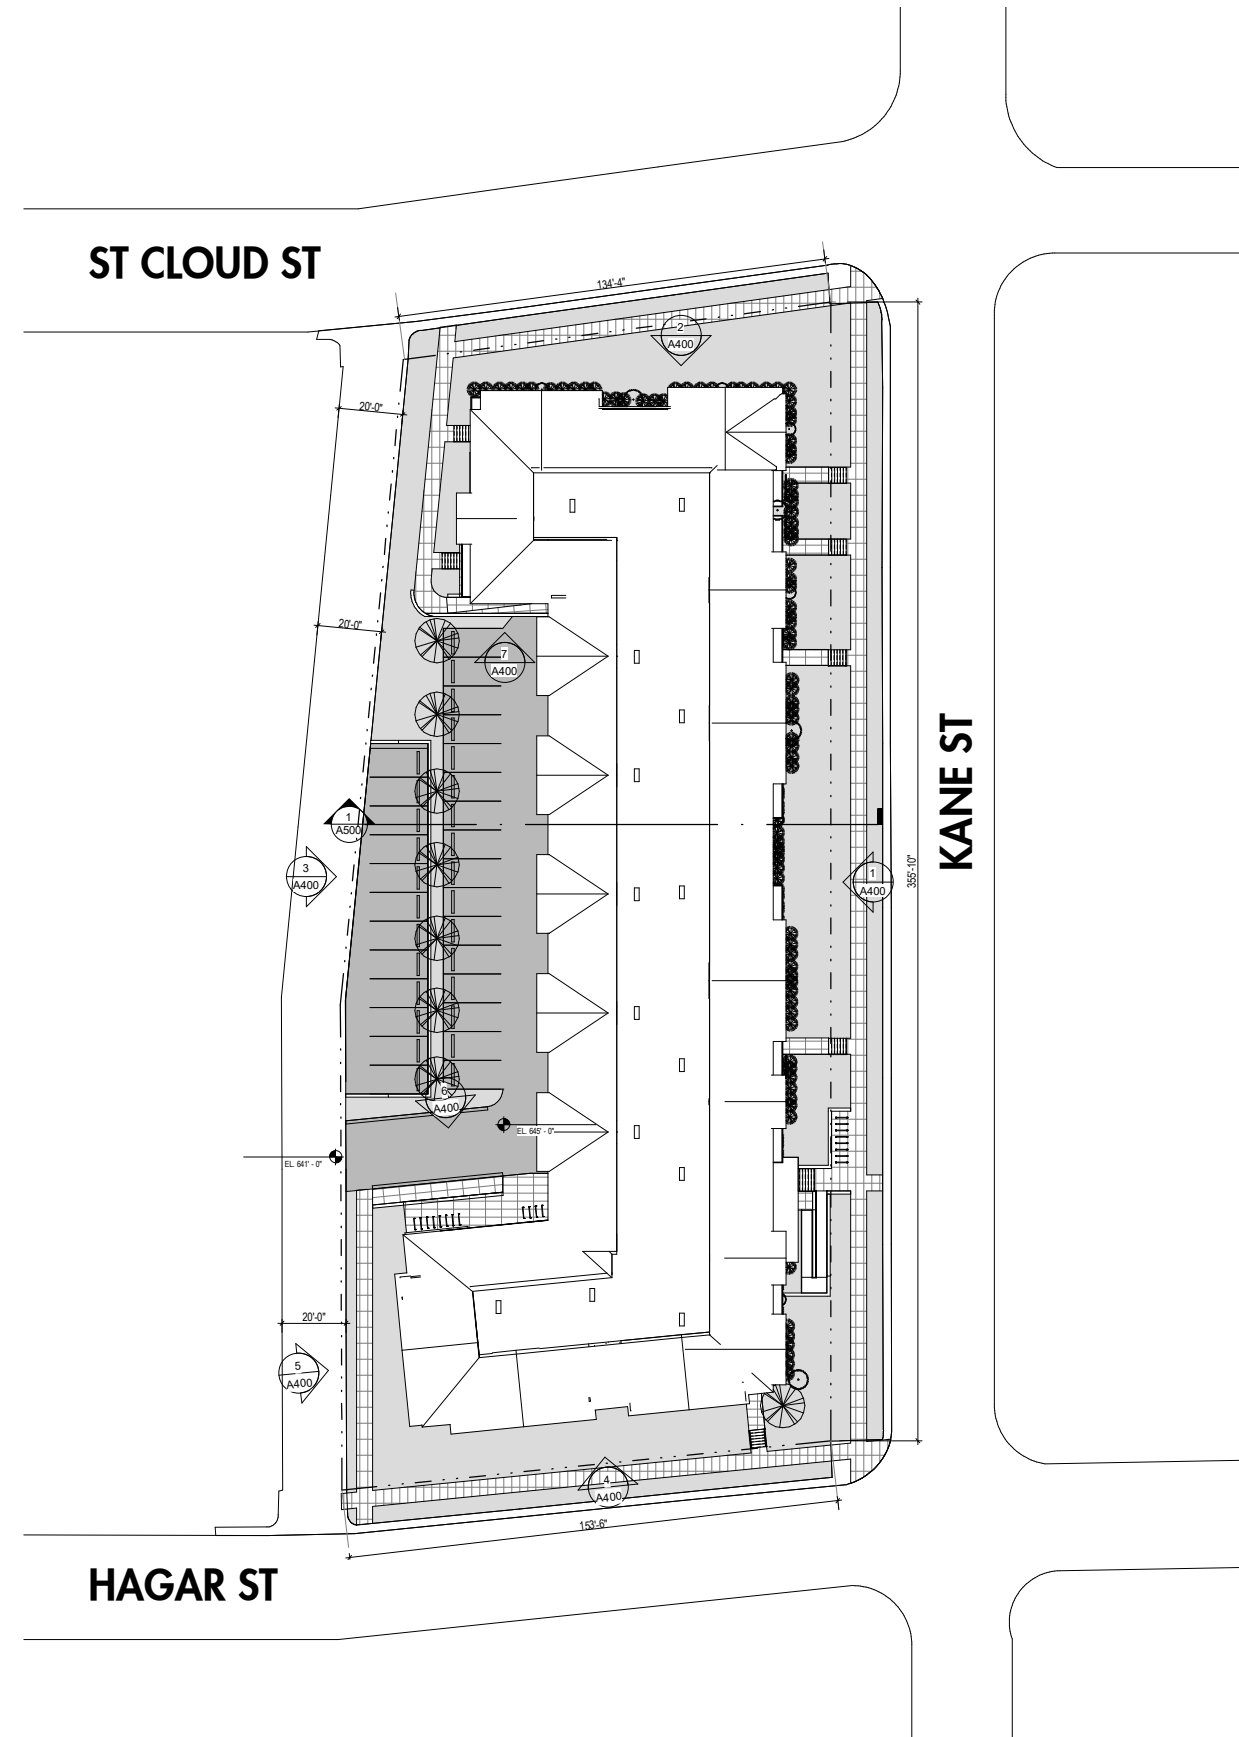 ST CLOUD ST
134'-4"
2
A400
20'-0"
20'-0"
7
A400
KANE ST
1
A500
3
A400
1
A400
355'-10"
6
A400
EL. 645' - 0"
EL. 641' - 0"
20'-0"
5
A400
4
A400
153'-6"
HAGAR ST